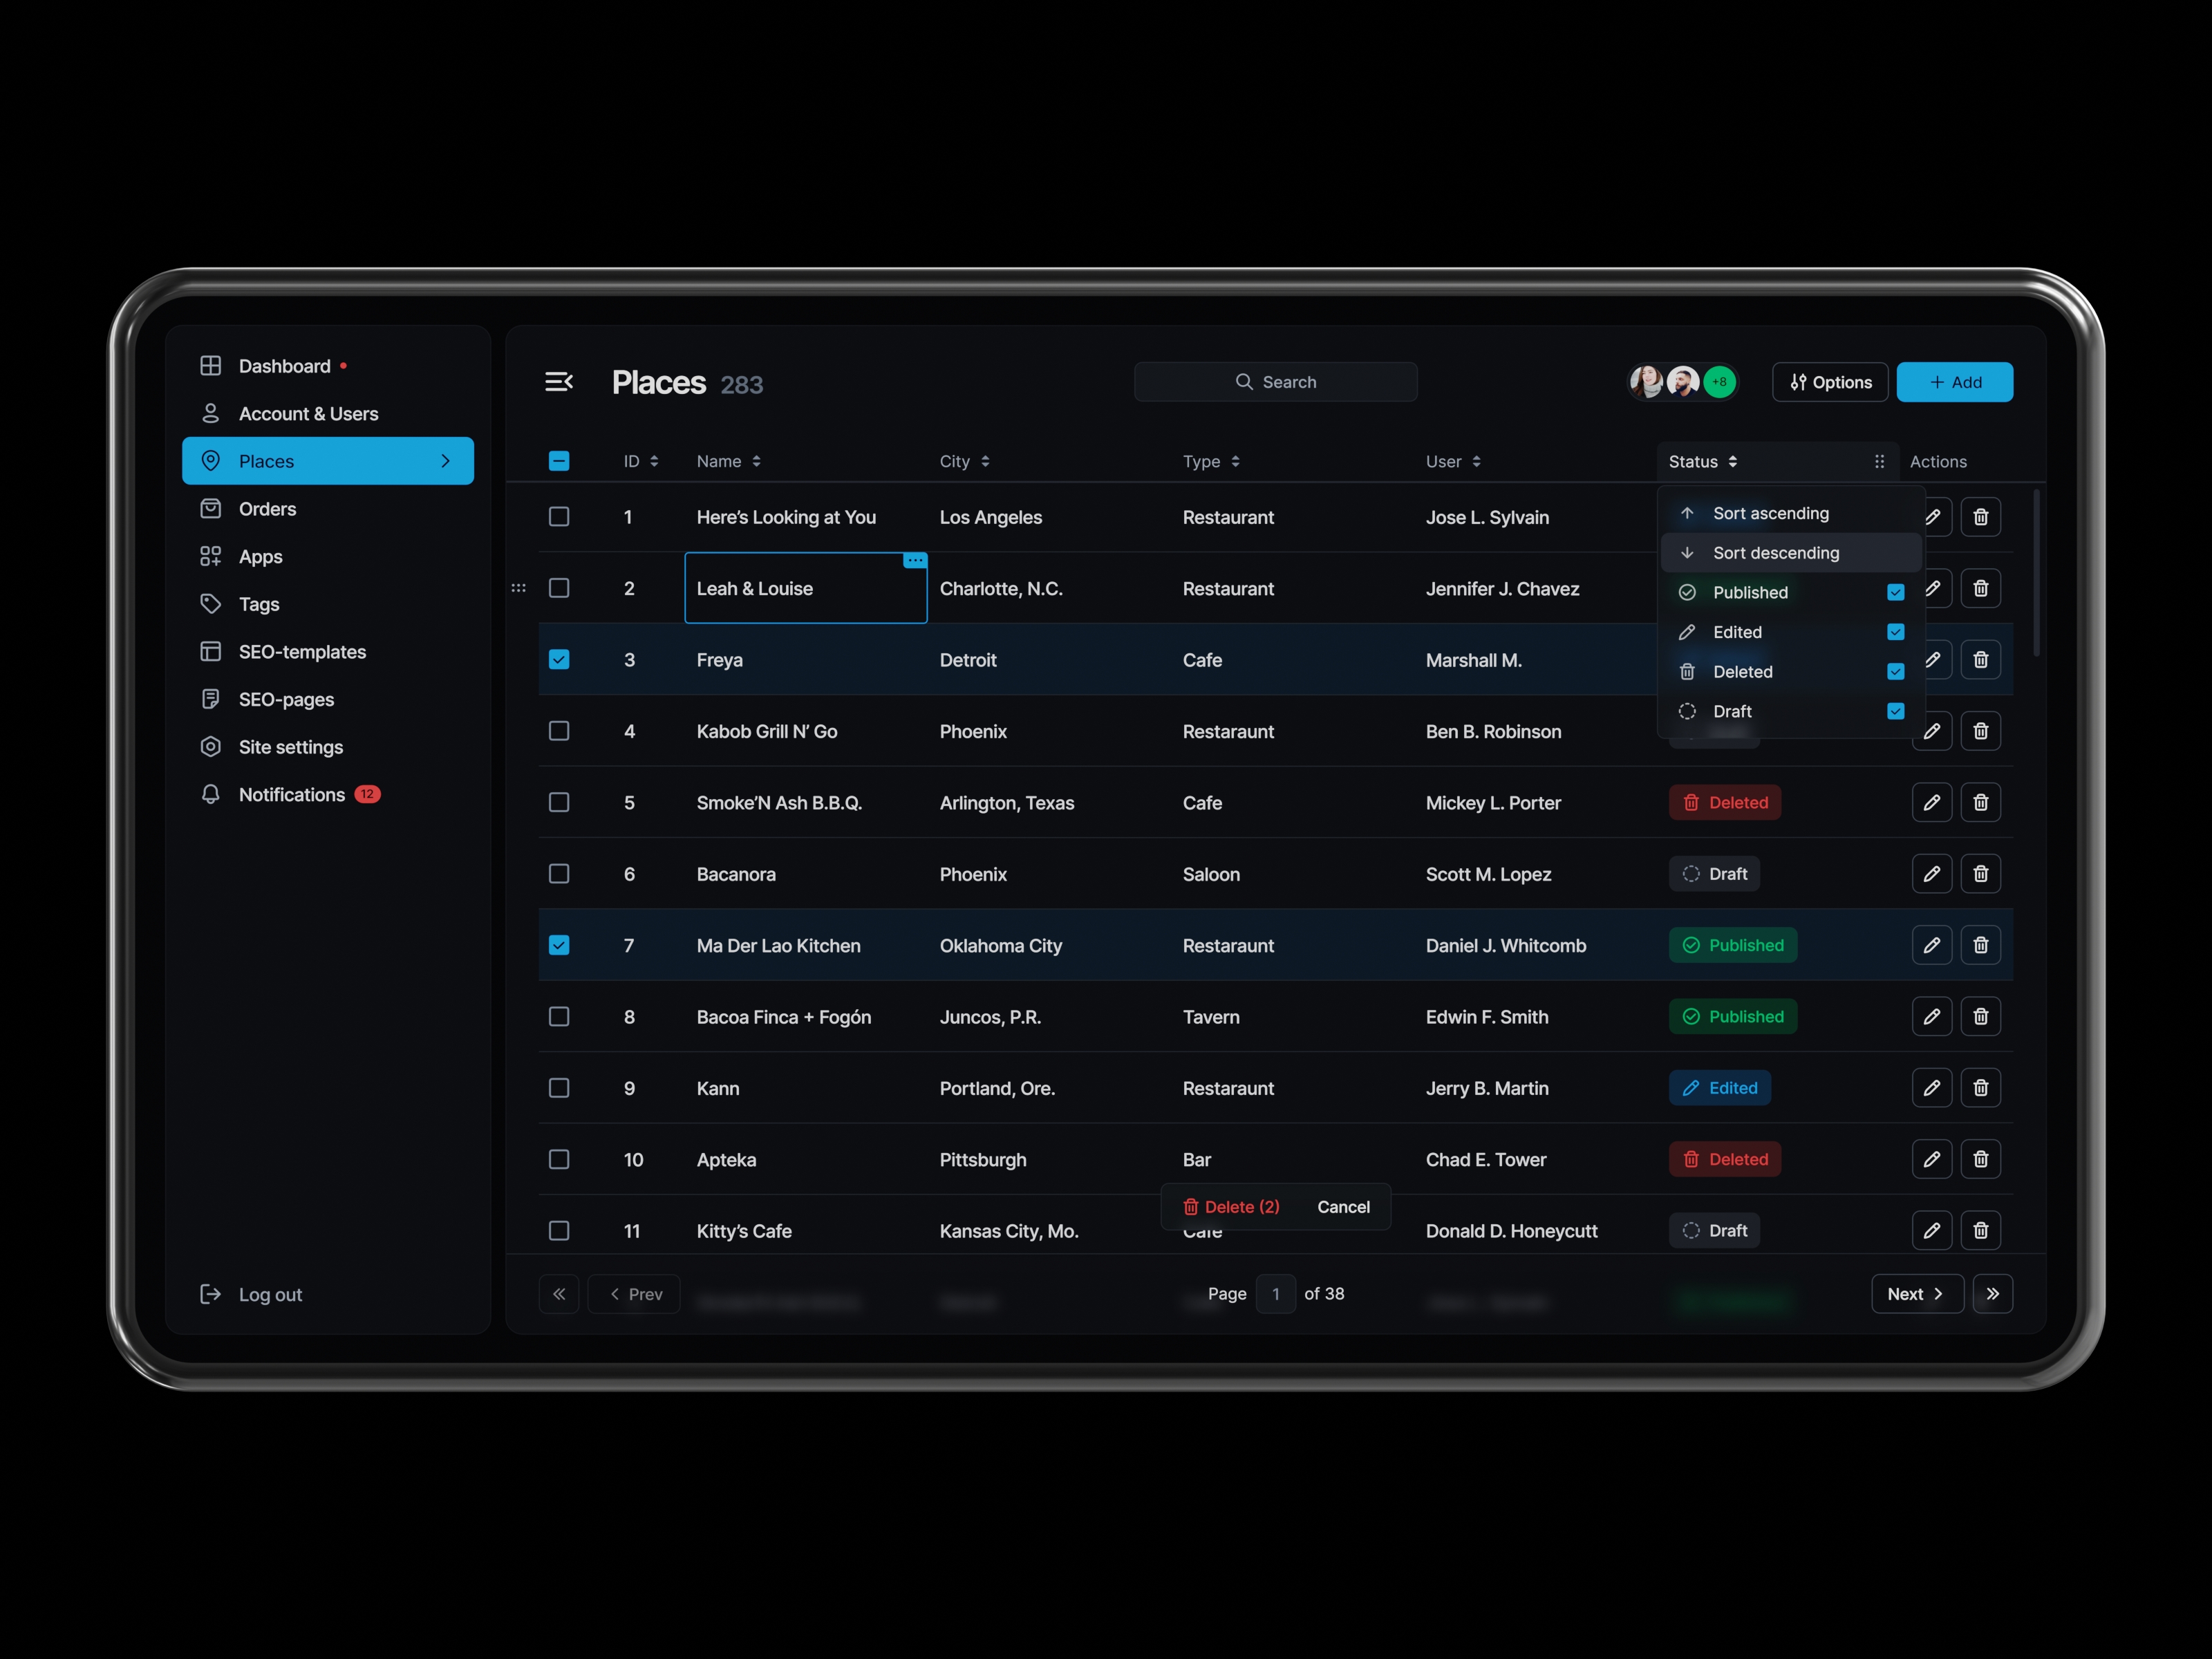 Dashboard
Account & Users
Places
Orders
Apps
Tags
SEO-templates
SEO-pages
Site settings
Notifications 12
Log out
Places 283
Search
+8
Options
+ Add
ID Name City Type User Status Actions
1 Here’s Looking at You Los Angeles Restaurant Jose L. Sylvain
2 Leah & Louise Charlotte, N.C. Restaurant Jennifer J. Chavez
3 Freya Detroit Cafe Marshall M.
4 Kabob Grill N’ Go Phoenix Restaraunt Ben B. Robinson
Sort ascending
Sort descending
Published
Edited
Deleted
Draft
5 Smoke’N Ash B.B.Q. Arlington, Texas Cafe Mickey L. Porter Deleted
6 Bacanora Phoenix Saloon Scott M. Lopez Draft
7 Ma Der Lao Kitchen Oklahoma City Restaraunt Daniel J. Whitcomb Published
8 Bacoa Finca + Fogón Juncos, P.R. Tavern Edwin F. Smith Published
9 Kann Portland, Ore. Restaraunt Jerry B. Martin Edited
10 Apteka Pittsburgh Bar Chad E. Tower Deleted
Delete (2) Cancel
11 Kitty’s Cafe Kansas City, Mo. Cafe Donald D. Honeycutt Draft
Prev Page 1 of 38 Next